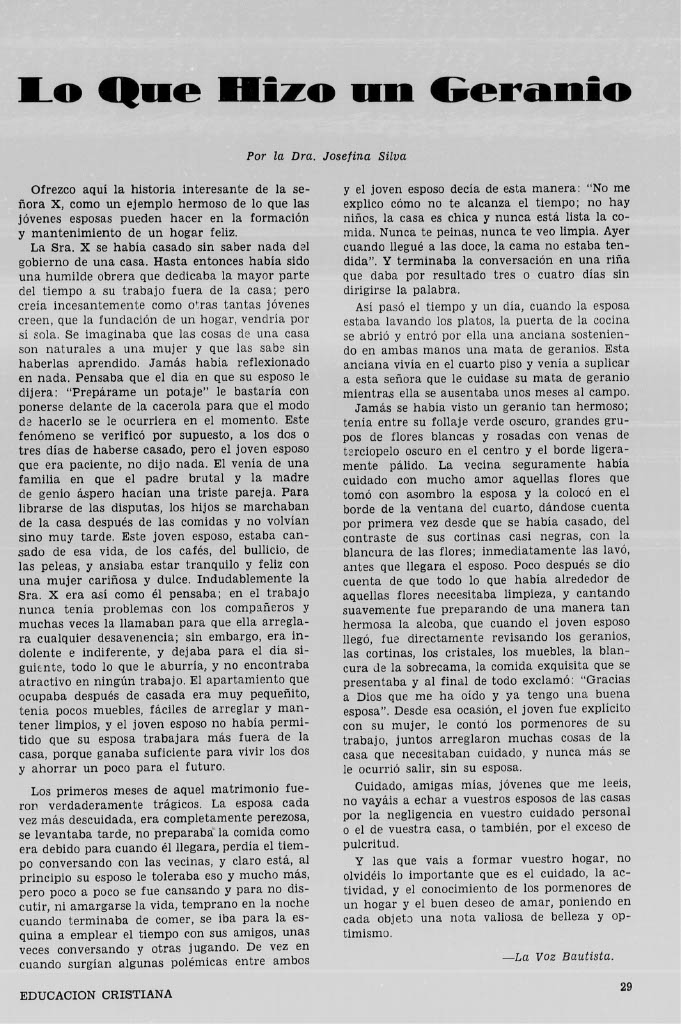 Lo Que Hizo un Geranio
Por la Dra. Josefina Silva
Ofrezco aquí la historia interesante de la se-
ñora X, como un ejemplo hermoso de lo que las
jóvenes esposas pueden hacer en la formación
y mantenimiento de un hogar feliz.
La Sra. X se había casado sin saber nada del
gobierno de una casa. Hasta entonces había sido
una humilde obrera que dedicaba la mayor parte
del tiempo a su trabajo fuera de la casa; pero
creía incesantemente como otras tantas jóvenes
creen, que la fundación de un hogar, vendría por
sí sola. Se imaginaba que las cosas de una casa
son naturales a una mujer y que las sabe sin
haberlas aprendido. Jamás había reflexionado
en nada. Pensaba que el día en que su esposo le
dijera: "Prepárame un potaje" le bastaría con
ponerse delante de la cacerola para que el modo
de hacerlo se le ocurriera en el momento. Este
fenómeno se verificó por supuesto, a los dos o
tres días de haberse casado, pero el joven esposo
que era paciente, no dijo nada. El venía de una
familia en que el padre brutal y la madre
de genio áspero hacían una triste pareja. Para
librarse de las disputas, los hijos se marchaban
de la casa después de las comidas y no volvían
sino muy tarde. Este joven esposo, estaba can-
sado de esa vida, de los cafés, del bullicio, de
las peleas, y ansiaba estar tranquilo y feliz con
una mujer cariñosa y dulce. Indudablemente la
Sra. X era así como él pensaba; en el trabajo
nunca tenía problemas con los compañeros y
muchas veces la llamaban para que ella arregla-
ra cualquier desavenencia; sin embargo, era in-
dolente e indiferente, y dejaba para el día si-
guiente, todo lo que le aburría, y no encontraba
atractivo en ningún trabajo. El apartamiento que
ocupaba después de casada era muy pequeñito,
tenía pocos muebles, fáciles de arreglar y man-
tener limpios, y el joven esposo no había permi-
tido que su esposa trabajara más fuera de la
casa, porque ganaba suficiente para vivir los dos
y ahorrar un poco para el futuro.
Los primeros meses de aquel matrimonio fue-
ron verdaderamente trágicos. La esposa cada
vez más descuidada, era completamente perezosa,
se levantaba tarde, no preparaba la comida como
era debido para cuando él llegara, perdía el tiem-
po conversando con las vecinas, y claro está, al
principio su esposo le toleraba eso y mucho más,
pero poco a poco se fue cansando y para no dis-
cutir, ni amargarse la vida, temprano en la noche
cuando terminaba de comer, se iba para la es-
quina a emplear el tiempo con sus amigos, unas
veces conversando y otras jugando. De vez en
cuando surgían algunas polémicas entre ambos
y el joven esposo decía de esta manera: "No me
explico cómo no te alcanza el tiempo; no hay
niños, la casa es chica y nunca está lista la co-
mida. Nunca te peinas, nunca te veo limpia. Ayer
cuando llegué a las doce, la cama no estaba ten-
dida". Y terminaba la conversación en una riña
que daba por resultado tres o cuatro días sin
dirigirse la palabra.
Así pasó el tiempo y un día, cuando la esposa
estaba lavando los platos, la puerta de la cocina
se abrió y entró por ella una anciana sostenien-
do en ambas manos una mata de geranios. Esta
anciana vivía en el cuarto piso y venía a suplicar
a esta señora que le cuidase su mata de geranio
mientras ella se ausentaba unos meses al campo.
Jamás se había visto un geranio tan hermoso;
tenía entre su follaje verde oscuro, grandes gru-
pos de flores blancas y rosadas con venas de
terciopelo oscuro en el centro y el borde ligera-
mente pálido. La vecina seguramente había
cuidado con mucho amor aquellas flores que
tomó con asombro la esposa y la colocó en el
borde de la ventana del cuarto, dándose cuenta
por primera vez desde que se había casado, del
contraste de sus cortinas casi negras, con la
blancura de las flores; inmediatamente las lavó,
antes que llegara el esposo. Poco después se dio
cuenta de que todo lo que había alrededor de
aquellas flores necesitaba limpieza, y cantando
suavemente fue preparando de una manera tan
hermosa la alcoba, que cuando el joven esposo
llegó, fue directamente revisando los geranios,
las cortinas, los cristales, los muebles, la blan-
cura de la sobrecama, la comida exquisita que se
presentaba y al final de todo exclamó: "Gracias
a Dios que me ha oído y ya tengo una buena
esposa". Desde esa ocasión, el joven fue explícito
con su mujer, le contó los pormenores de su
trabajo, juntos arreglaron muchas cosas de la
casa que necesitaban cuidado, y nunca más se
le ocurrió salir, sin su esposa.
Cuidado, amigas mías, jóvenes que me leeis,
no vayáis a echar a vuestros esposos de las casas
por la negligencia en vuestro cuidado personal
o el de vuestra casa, o también, por el exceso de
pulcritud.
Y las que vais a formar vuestro hogar, no
olvidéis lo importante que es el cuidado, la ac-
tividad, y el conocimiento de los pormenores de
un hogar y el buen deseo de amar, poniendo en
cada objeto una nota valiosa de belleza y op-
timismo.
—La Voz Bautista.
EDUCACION CRISTIANA
29